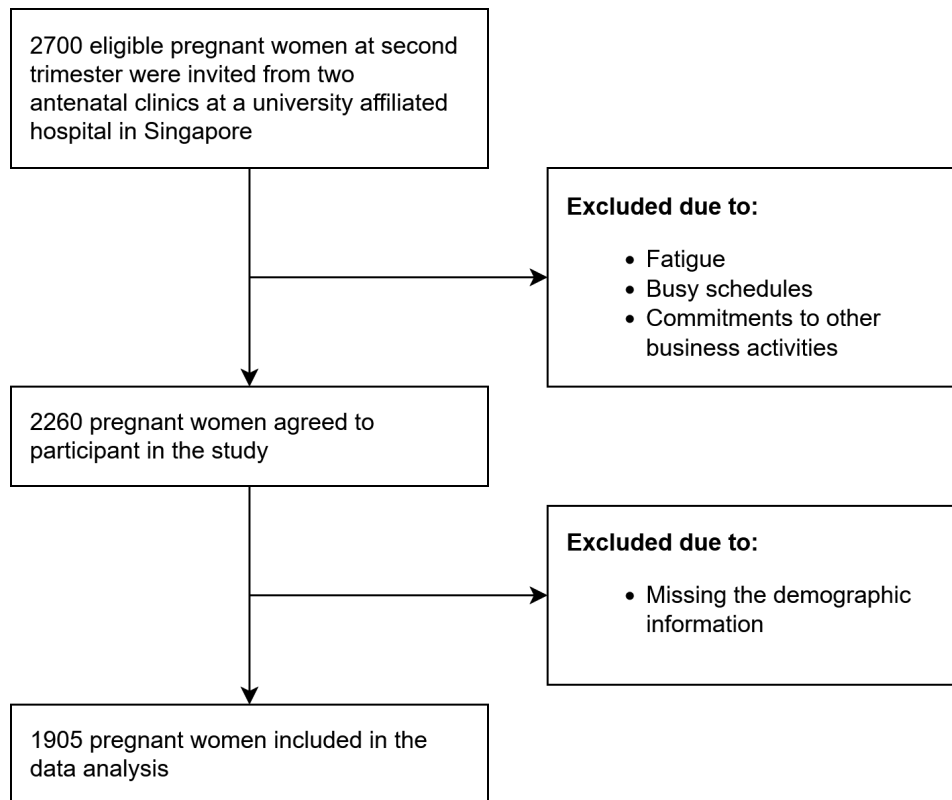 2700 eligible pregnant women at second
trimester were invited from two
antenatal clinics at a university affiliated
hospital in Singapore
Excluded due to:
• Fatigue
• Busy schedules
• Commitments to other
business activities
2260 pregnant women agreed to
participant in the study
Excluded due to:
• Missing the demographic
information
1905 pregnant women included in the
data analysis